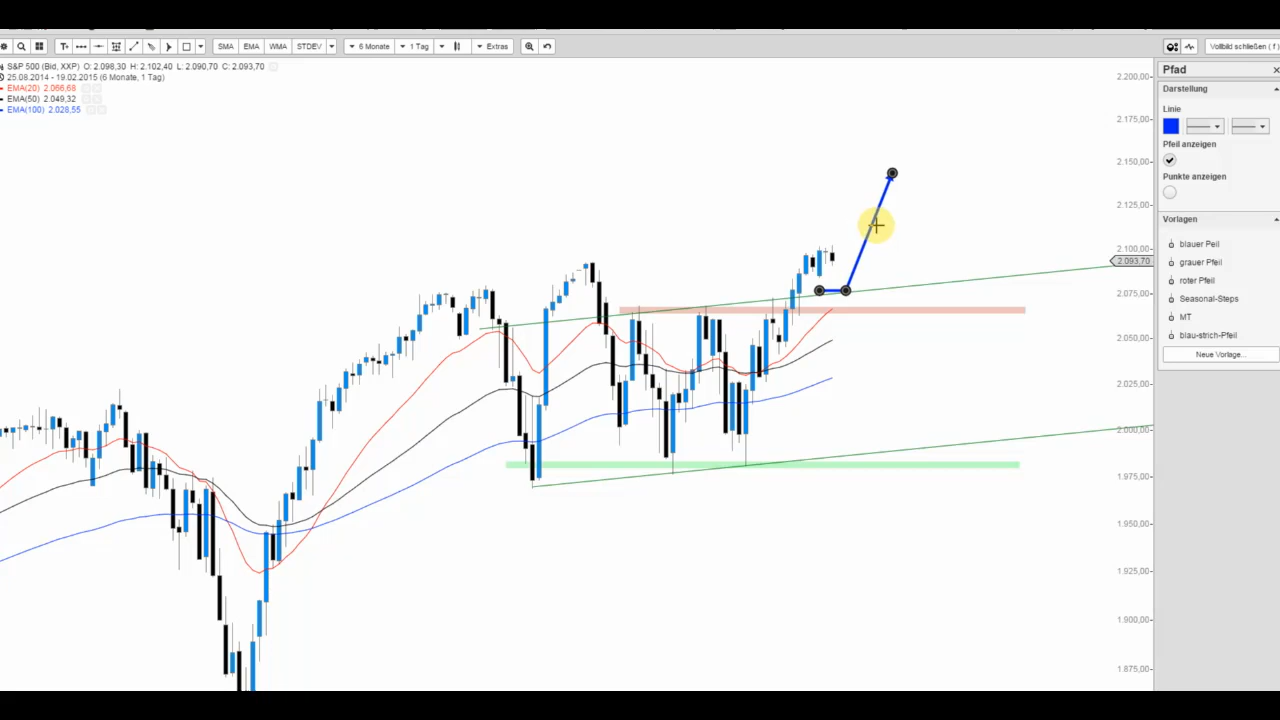 T+ SMA EMA WMA STDEV 6 Monate 1 Tag Extras Vollbild schließen ( f )
S&P 500 (Bid, XXP) O: 2.098,30 H: 2.102,40 L: 2.090,70 C: 2.093,70
25.08.2014 - 19.02.2015 (6 Monate, 1 Tag)
EMA(20) 2.066,68
EMA(50) 2.049,32
EMA(100) 2.028,55
2.200,00
2.175,00
2.150,00
2.125,00
2.100,00
2.093,70
2.075,00
2.050,00
2.025,00
2.000,00
1.975,00
1.950,00
1.925,00
1.900,00
1.875,00
Pfad
Darstellung
Linie
Pfeil anzeigen
Punkte anzeigen
Vorlagen
blauer Peil
grauer Pfeil
roter Pfeil
Seasonal-Steps
MT
blau-strich-Pfeil
Neue Vorlage...